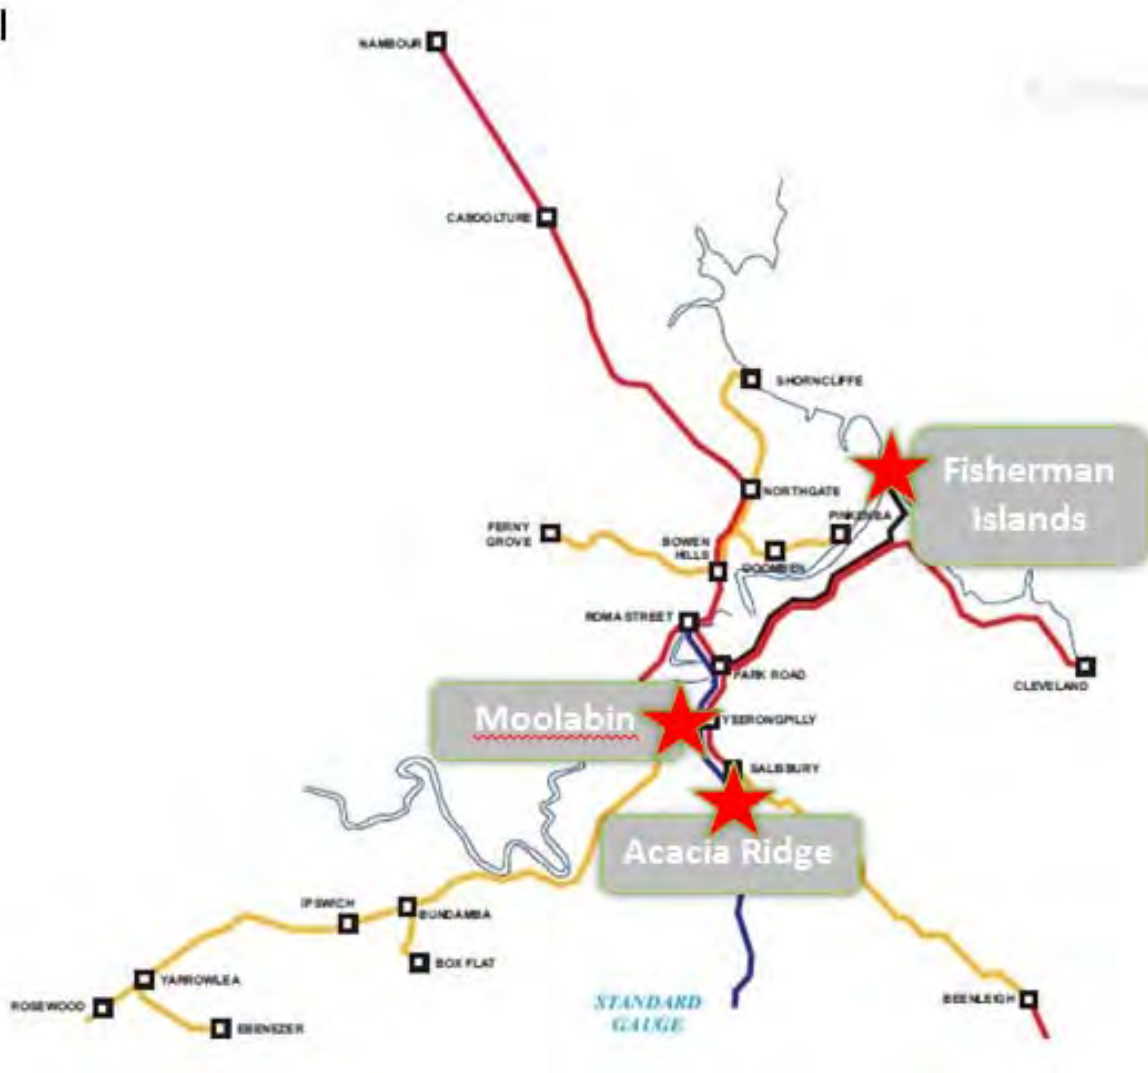 NAMBOUR
CABOOLTURE
SHORNCLIFFE
Fisherman
Islands
NORTHGATE
PINKENBA
FERNY
GROVE
BOWEN
HILLS
DOOMBEN
ROMA STREET
PARK ROAD
CLEVELAND
Moolabin
YEERONGPILLY
SALISBURY
Acacia Ridge
IPSWICH
BUNDAMBA
BOX FLAT
YARROWLEA
ROSEWOOD
EBENEZER
STANDARD
GAUGE
BEENLEIGH